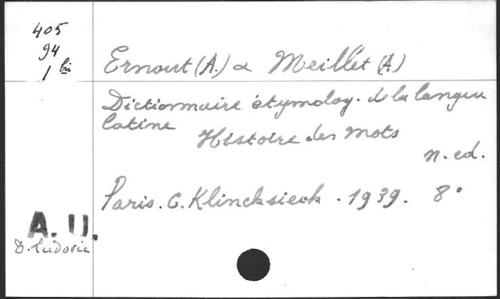 405
94
1 bis
Ernout (A.) & Meillet (A)
Dictionnaire étymolog. de la langue
latine Histoire des Mots
n. ed.
Paris. C. Klincksieck. 1939. 8°
A. U.
D. Ludovic